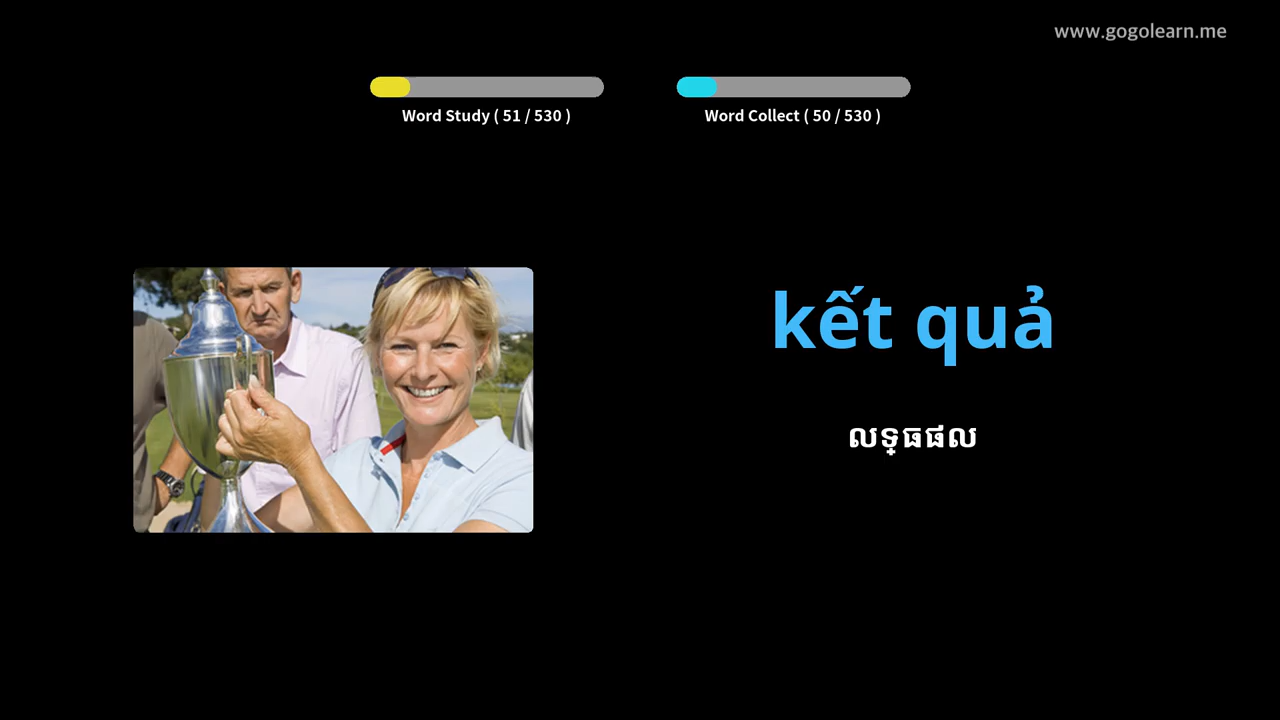 www.gogolearn.me
Word Study ( 51 / 530 )
Word Collect ( 50 / 530 )
kết quả
លទ្ធផល